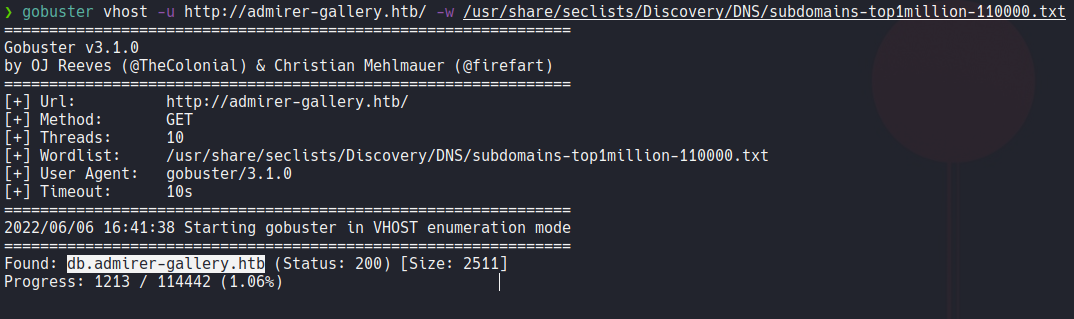 ❯ gobuster vhost -u http://admirer-gallery.htb/ -w /usr/share/seclists/Discovery/DNS/subdomains-top1million-110000.txt
===============================================================
Gobuster v3.1.0
by OJ Reeves (@TheColonial) & Christian Mehlmauer (@firefart)
===============================================================
[+] Url:          http://admirer-gallery.htb/
[+] Method:       GET
[+] Threads:      10
[+] Wordlist:     /usr/share/seclists/Discovery/DNS/subdomains-top1million-110000.txt
[+] User Agent:   gobuster/3.1.0
[+] Timeout:      10s
===============================================================
2022/06/06 16:41:38 Starting gobuster in VHOST enumeration mode
===============================================================
Found: db.admirer-gallery.htb (Status: 200) [Size: 2511]
Progress: 1213 / 114442 (1.06%)